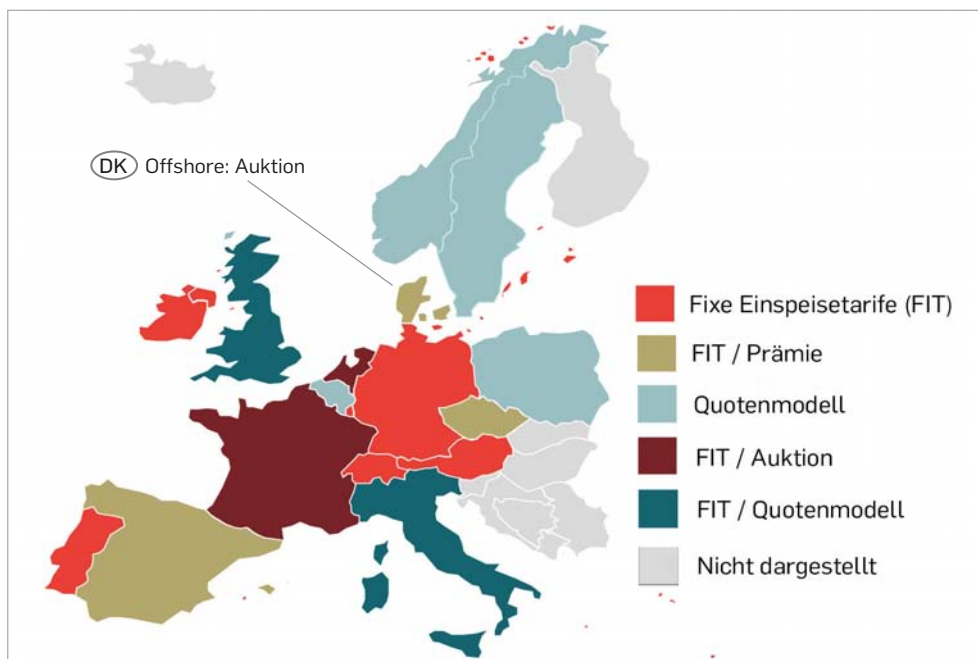 DK Offshore: Auktion
Fixe Einspeisetarife (FIT)
FIT / Prämie
Quotenmodell
FIT / Auktion
FIT / Quotenmodell
Nicht dargestellt